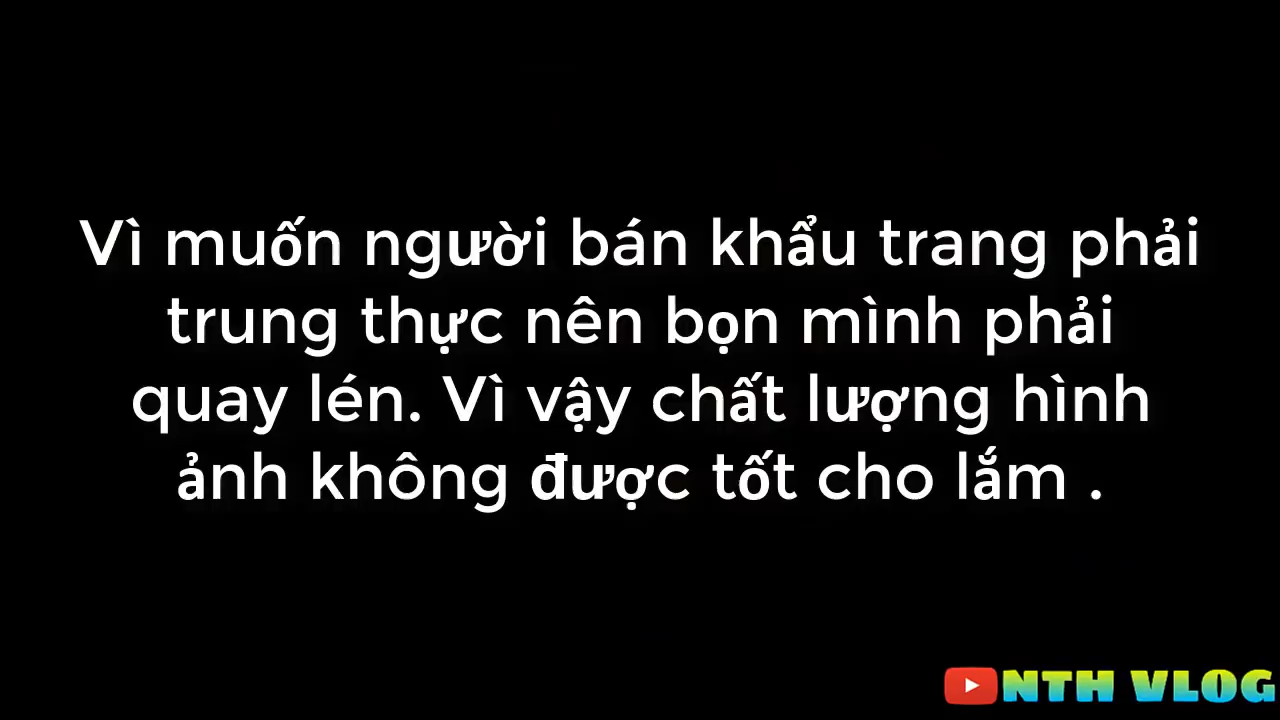 Vì muốn người bán khẩu trang phải
trung thực nên bọn mình phải
quay lén. Vì vậy chất lượng hình
ảnh không được tốt cho lắm .
NTH VLOG